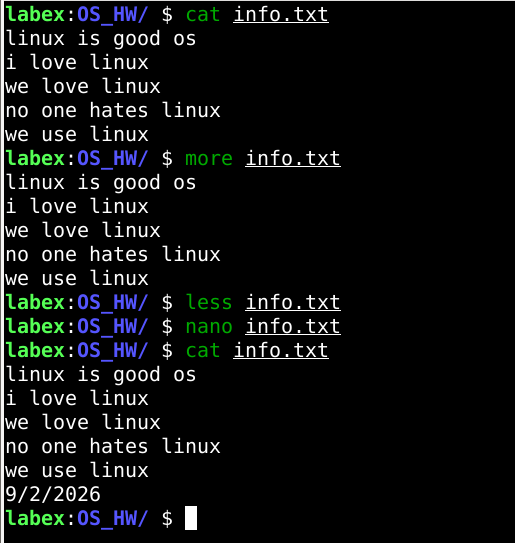 labex:OS_HW/ $ cat info.txt
linux is good os
i love linux
we love linux
no one hates linux
we use linux
labex:OS_HW/ $ more info.txt
linux is good os
i love linux
we love linux
no one hates linux
we use linux
labex:OS_HW/ $ less info.txt
labex:OS_HW/ $ nano info.txt
labex:OS_HW/ $ cat info.txt
linux is good os
i love linux
we love linux
no one hates linux
we use linux
9/2/2026
labex:OS_HW/ $